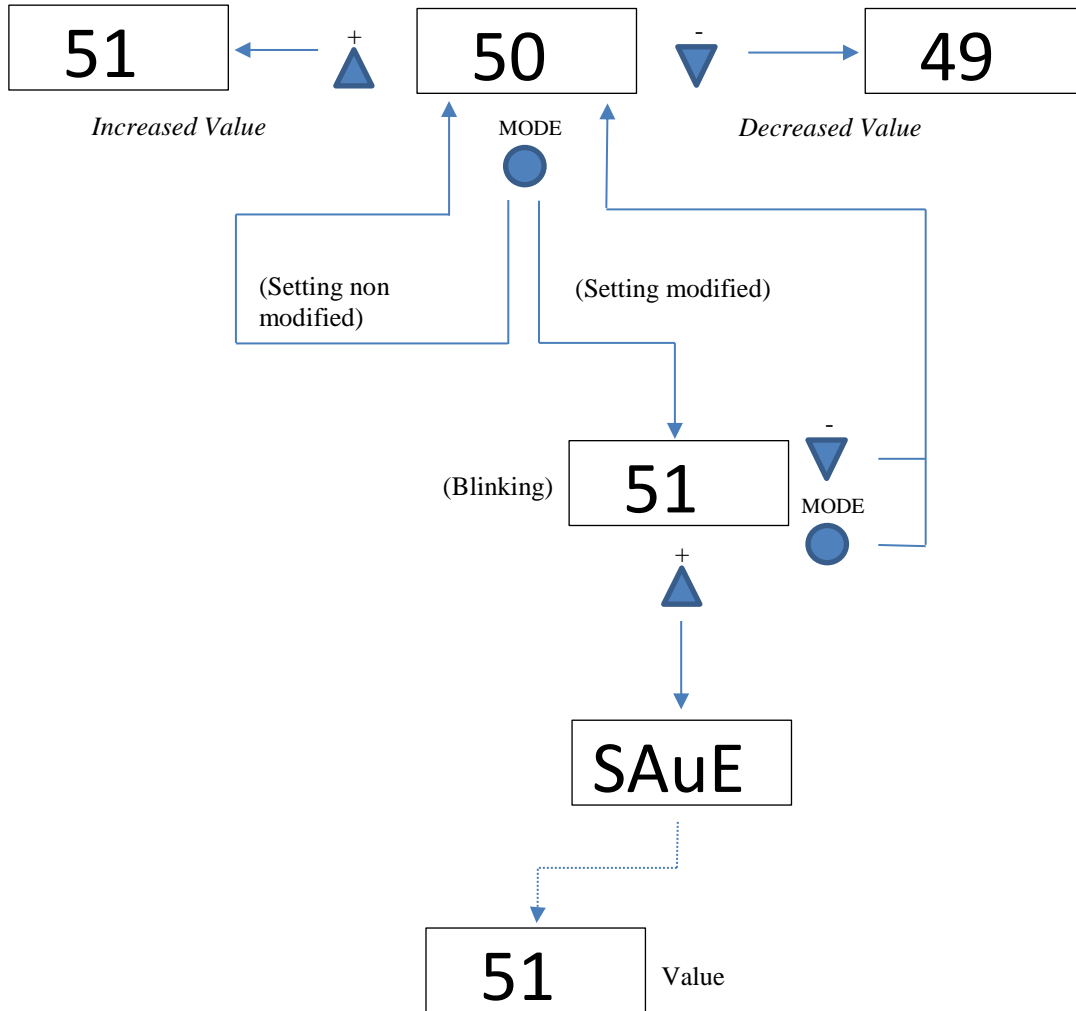 51
+
50
-
49
Increased Value
MODE
Decreased Value
(Setting non
modified)
(Setting modified)
-
(Blinking)
51
MODE
+
SAuE
51
Value